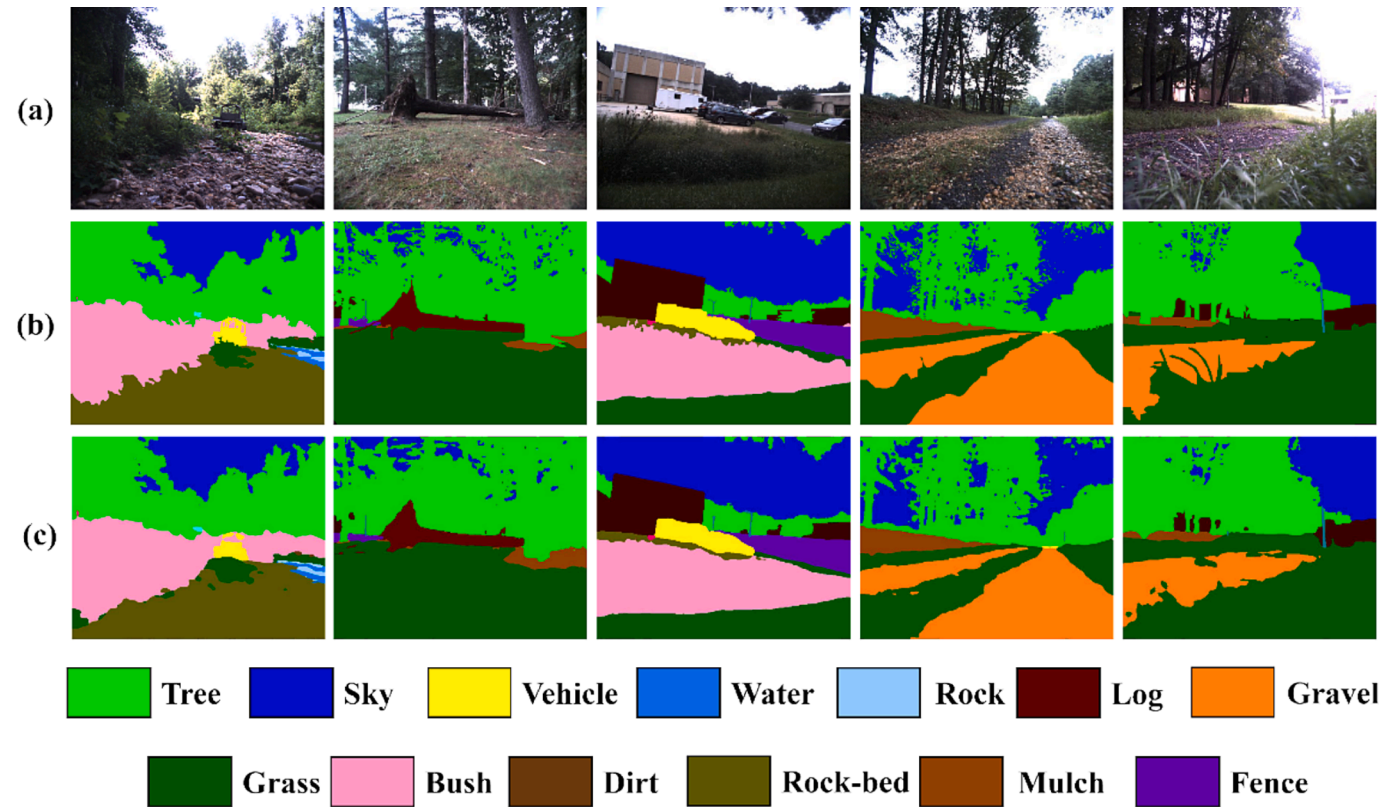 (a)
(b)
(c)
Tree Sky Vehicle Water Rock Log Gravel
Grass Bush Dirt Rock-bed Mulch Fence